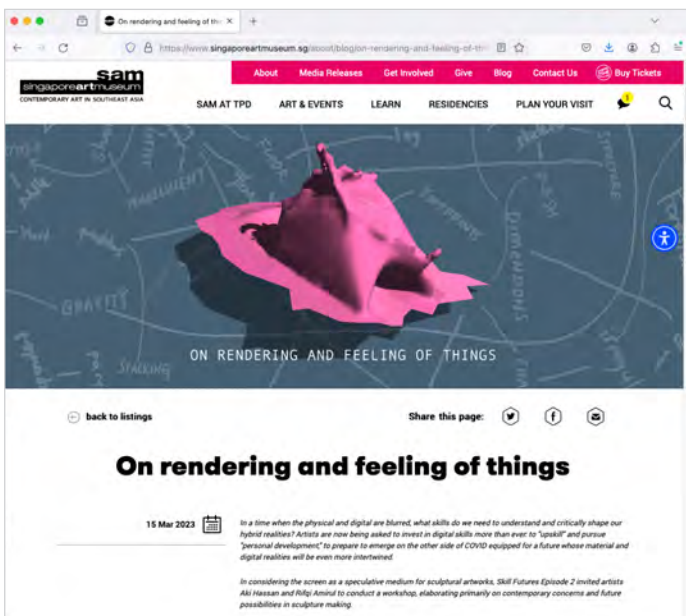 On rendering and feeling of thi
https://www.singaporeartmuseum.sg/about/blog/on-rendering-and-feeling-of-th
sam
singaporeartmuseum
CONTEMPORARY ART IN SOUTHEAST ASIA
About Media Releases Get Involved Give Blog Contact Us Buy Tickets
SAM AT TPD ART & EVENTS LEARN RESIDENCIES PLAN YOUR VISIT 1
MONUMENT
FLOOR
FOOTPRINTS
STRUCTURE
DIMENSIONS
GRAVITY
STACKING
ON RENDERING AND FEELING OF THINGS
back to listings Share this page:
On rendering and feeling of things
15 Mar 2023
In a time when the physical and digital are blurred, what skills do we need to understand and critically shape our
hybrid realities? Artists are now being asked to invest in digital skills more than ever: to "upskill" and pursue
"personal development," to prepare to emerge on the other side of COVID equipped for a future whose material and
digital realities will be even more intertwined.
In considering the screen as a speculative medium for sculptural artworks, Skill Futures Episode 2 invited artists
Aki Hassan and Rifqi Amirul to conduct a workshop, elaborating primarily on contemporary concerns and future
possibilities in sculpture making.